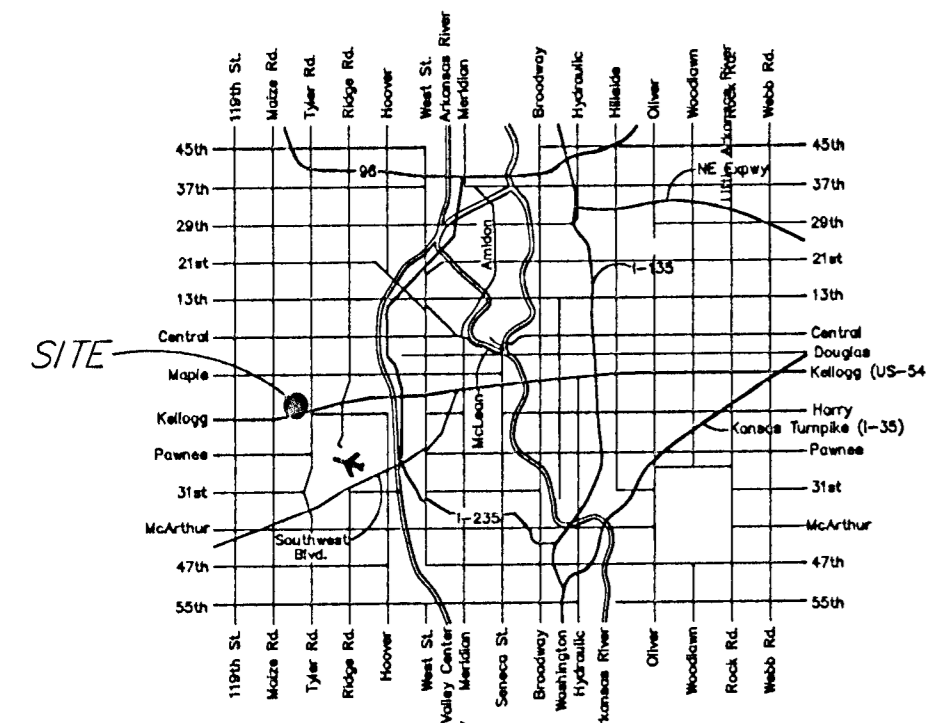 119th St.
Maize Rd.
Tyler Rd.
Ridge Rd.
Hoover
West St.
Arkansas River
Meridian
Broadway
Hydraulic
Hillside
Oliver
Woodlawn
Little Arkansas River
Rock Rd.
Webb Rd.
45th
45th
96
NE Expwy
37th
37th
29th
29th
Amidon
21st
21st
I-135
13th
13th
Central
Central
SITE
Douglas
Maple
Kellogg (US-54
McLean
Kellogg
Harry
Kansas Turnpike (I-35)
Pawnee
Pawnee
31st
31st
I-235
McArthur
McArthur
Southwest
Blvd.
47th
47th
55th
55th
119th St.
Maize Rd.
Tyler Rd.
Ridge Rd.
Hoover
West St.
Valley Center
Meridian
Seneca St.
Broadway
Washington
Hydraulic
rkansas River
Oliver
Woodlawn
Rock Rd.
Webb Rd.